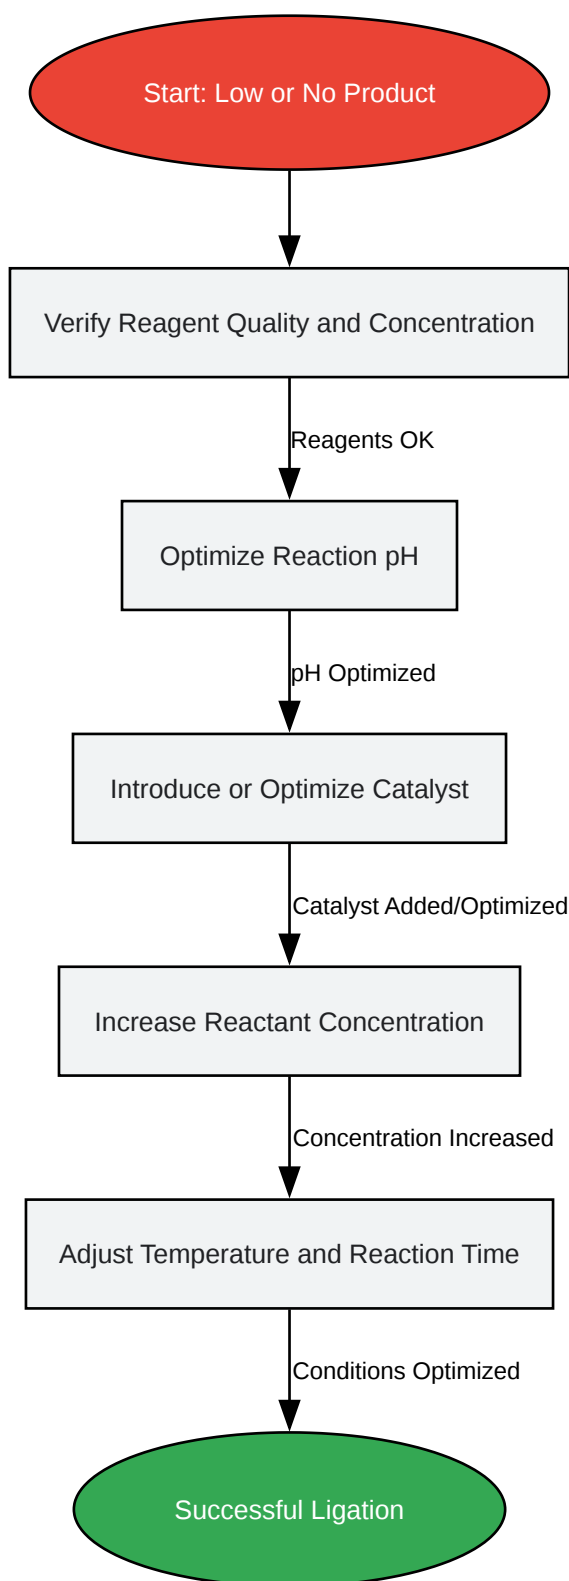 Start: Low or No Product
Verify Reagent Quality and Concentration
Reagents OK
Optimize Reaction pH
pH Optimized
Introduce or Optimize Catalyst
Catalyst Added/Optimized
Increase Reactant Concentration
Concentration Increased
Adjust Temperature and Reaction Time
Conditions Optimized
Successful Ligation